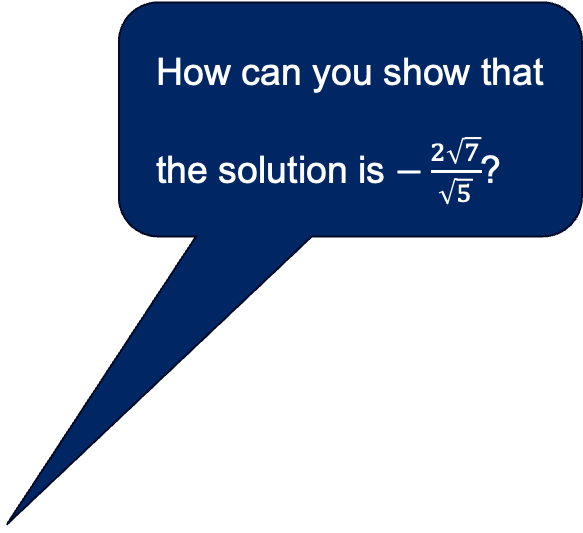 How can you show that
the solution is − 2√7/√5?